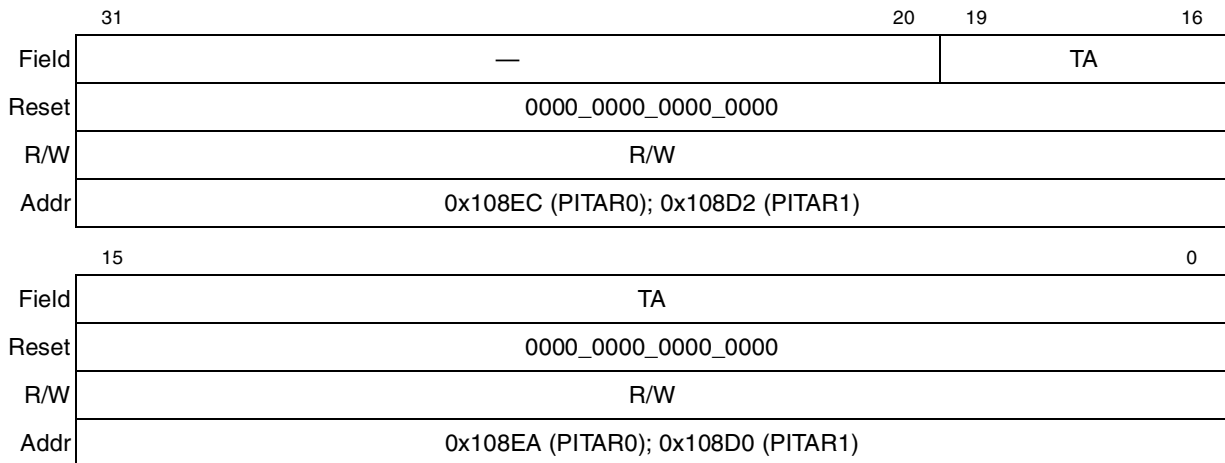 31 20 19 16
Field — TA
Reset 0000_0000_0000_0000
R/W R/W
Addr 0x108EC (PITAR0); 0x108D2 (PITAR1)
15 0
Field TA
Reset 0000_0000_0000_0000
R/W R/W
Addr 0x108EA (PITAR0); 0x108D0 (PITAR1)